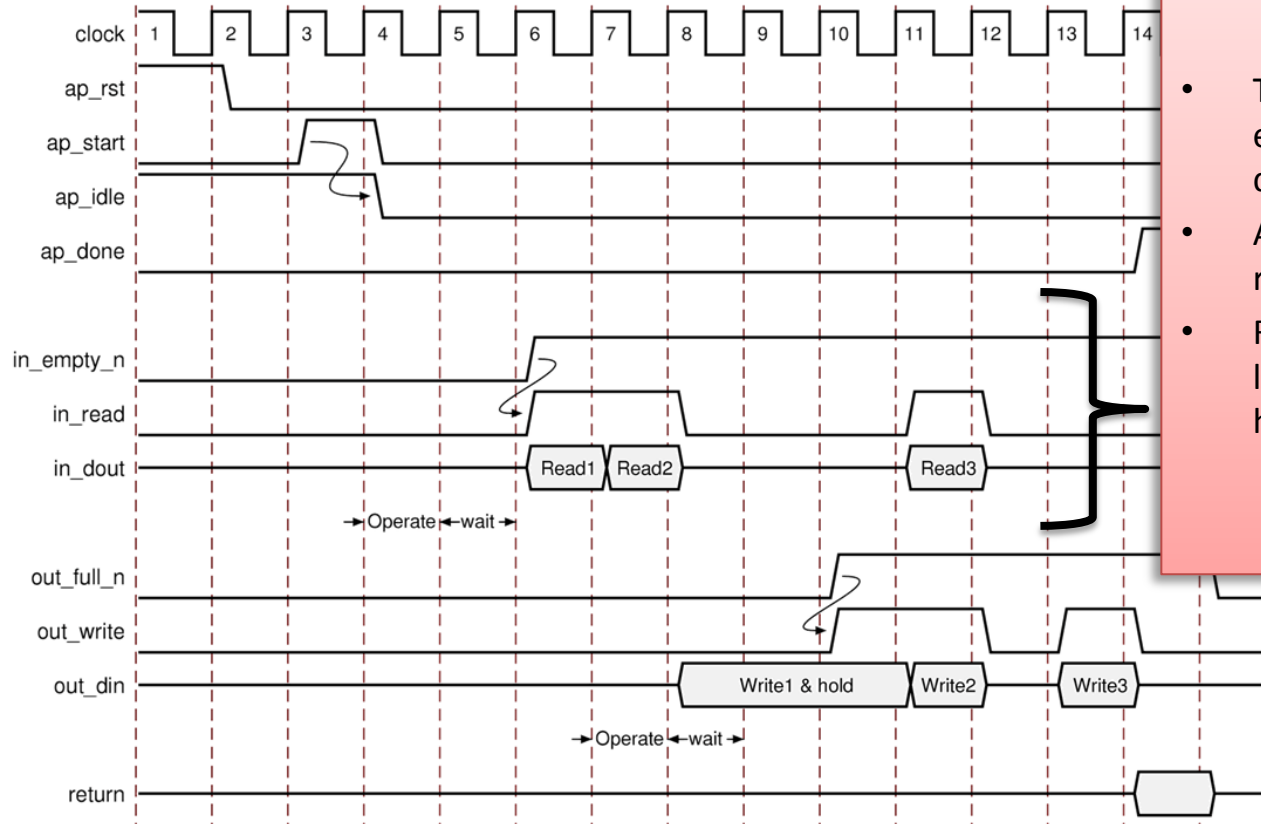 clock 1 2 3 4 5 6 7 8 9 10 11 12 13 14
ap_rst
ap_start
ap_idle
ap_done
in_empty_n
in_read
in_dout Read1 Read2 Read3
Operate wait
out_full_n
out_write
out_din Write1 & hold Write2 Write3
Operate wait
return